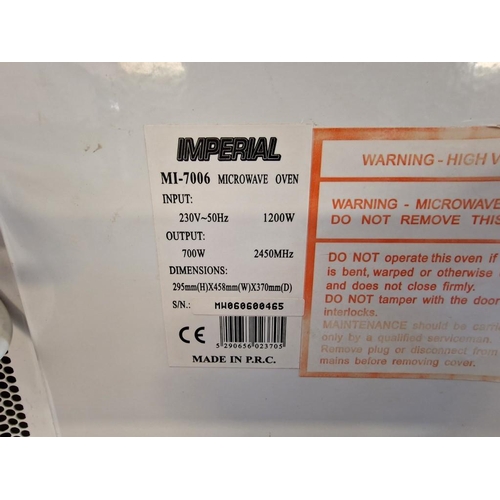 IMPERIAL
MI-7006 MICROWAVE OVEN
INPUT:
230V~50Hz 1200W
OUTPUT:
700W 2450MHz
DIMENSIONS:
295mm(H)X458mm(W)X370mm(D)
S/N.: MW060600465
CE
5 290656 023705
MADE IN P.R.C.
WARNING - HIGH V
WARNING - MICROWAVE
DO NOT REMOVE THIS
DO NOT operate this oven if
is bent, warped or otherwise
and does not close firmly.
DO NOT tamper with the door
interlocks.
MAINTENANCE should be carri
only by a qualified serviceman.
Remove plug or disconnect from
mains before removing cover.